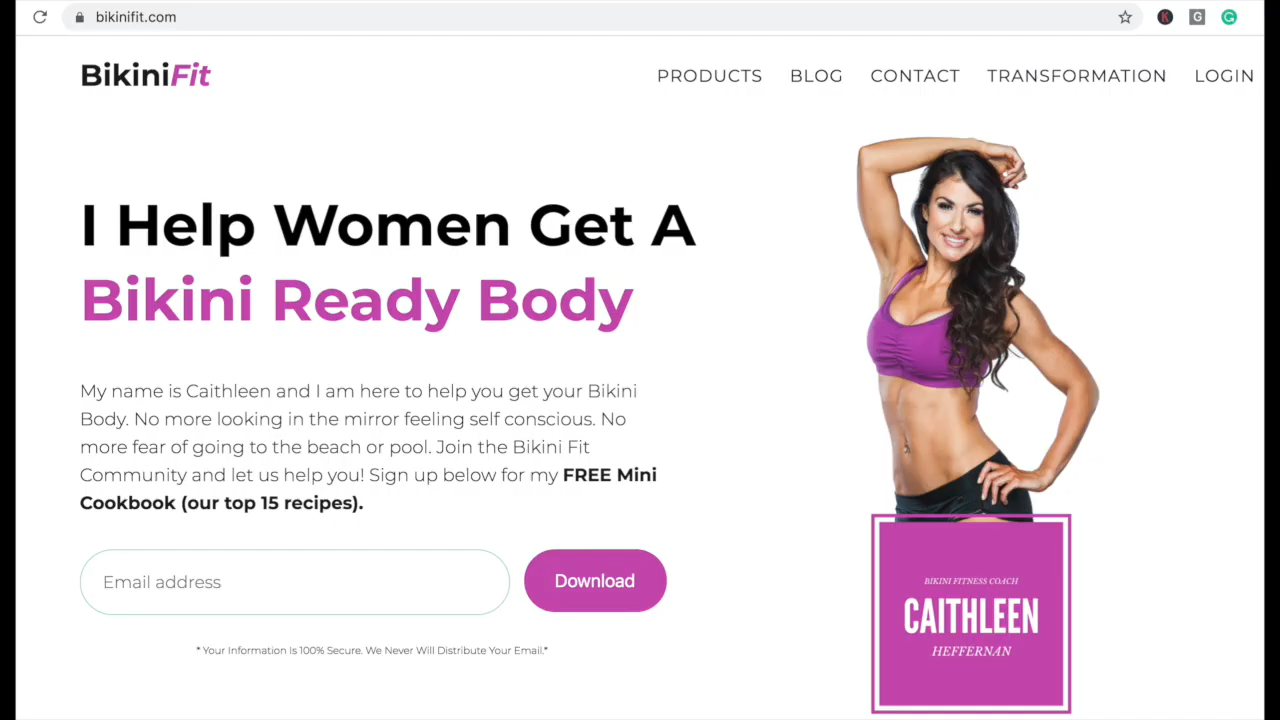 bikinifit.com
K
G
G
BikiniFit
PRODUCTS BLOG CONTACT TRANSFORMATION LOGIN
I Help Women Get A
Bikini Ready Body
My name is Caithleen and I am here to help you get your Bikini
Body. No more looking in the mirror feeling self conscious. No
more fear of going to the beach or pool. Join the Bikini Fit
Community and let us help you! Sign up below for my FREE Mini
Cookbook (our top 15 recipes).
Email address
Download
* Your Information Is 100% Secure. We Never Will Distribute Your Email.*
BIKINI FITNESS COACH
CAITHLEEN
HEFFERNAN